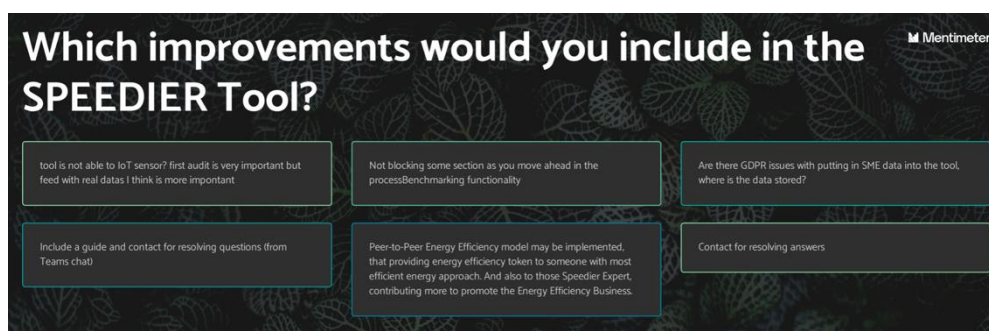 Which improvements would you include in the
SPEEDIER Tool?
Mentimeter
tool is not able to IoT sensor? first audit is very important but
feed with real datas I think is more important
Not blocking some section as you move ahead in the
processBenchmarking functionality
Are there GDPR issues with putting in SME data into the tool,
where is the data stored?
Include a guide and contact for resolving questions (from
Teams chat)
Peer-to-Peer Energy Efficiency model may be implemented,
that providing energy efficiency token to someone with most
efficient energy approach. And also to those Speedier Expert,
contributing more to promote the Energy Efficiency Business.
Contact for resolving answers